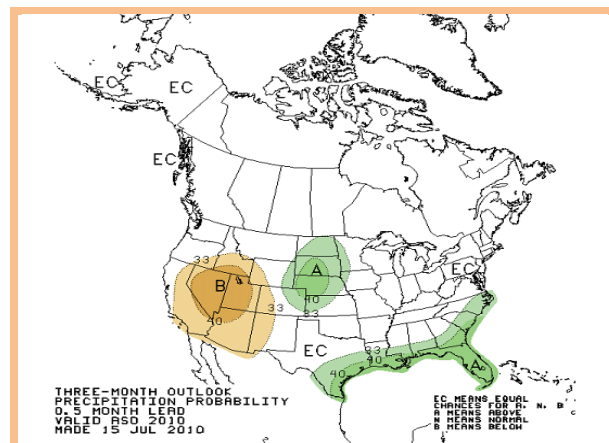 EC
EC
EC
33
B
A
EC
33
40
40
33
EC
33
40
40
40
A
THREE-MONTH OUTLOOK
PRECIPITATION PROBABILITY
0.5 MONTH LEAD
VALID ASO 2010
MADE 15 JUL 2010
EC MEANS EQUAL
CHANCES FOR A, N, B
A MEANS ABOVE
N MEANS NORMAL
B MEANS BELOW